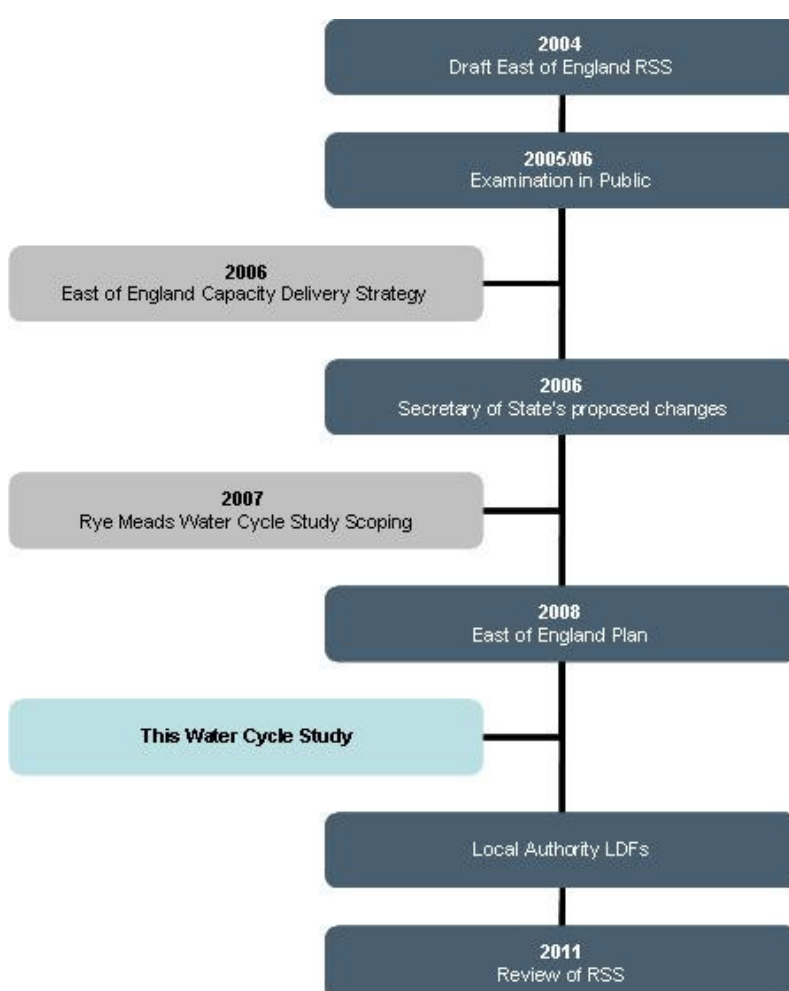 2004
Draft East of England RSS
2005/06
Examination in Public
2006
East of England Capacity Delivery Strategy
2006
Secretary of State's proposed changes
2007
Rye Meads Water Cycle Study Scoping
2008
East of England Plan
This Water Cycle Study
Local Authority LDFs
2011
Review of RSS